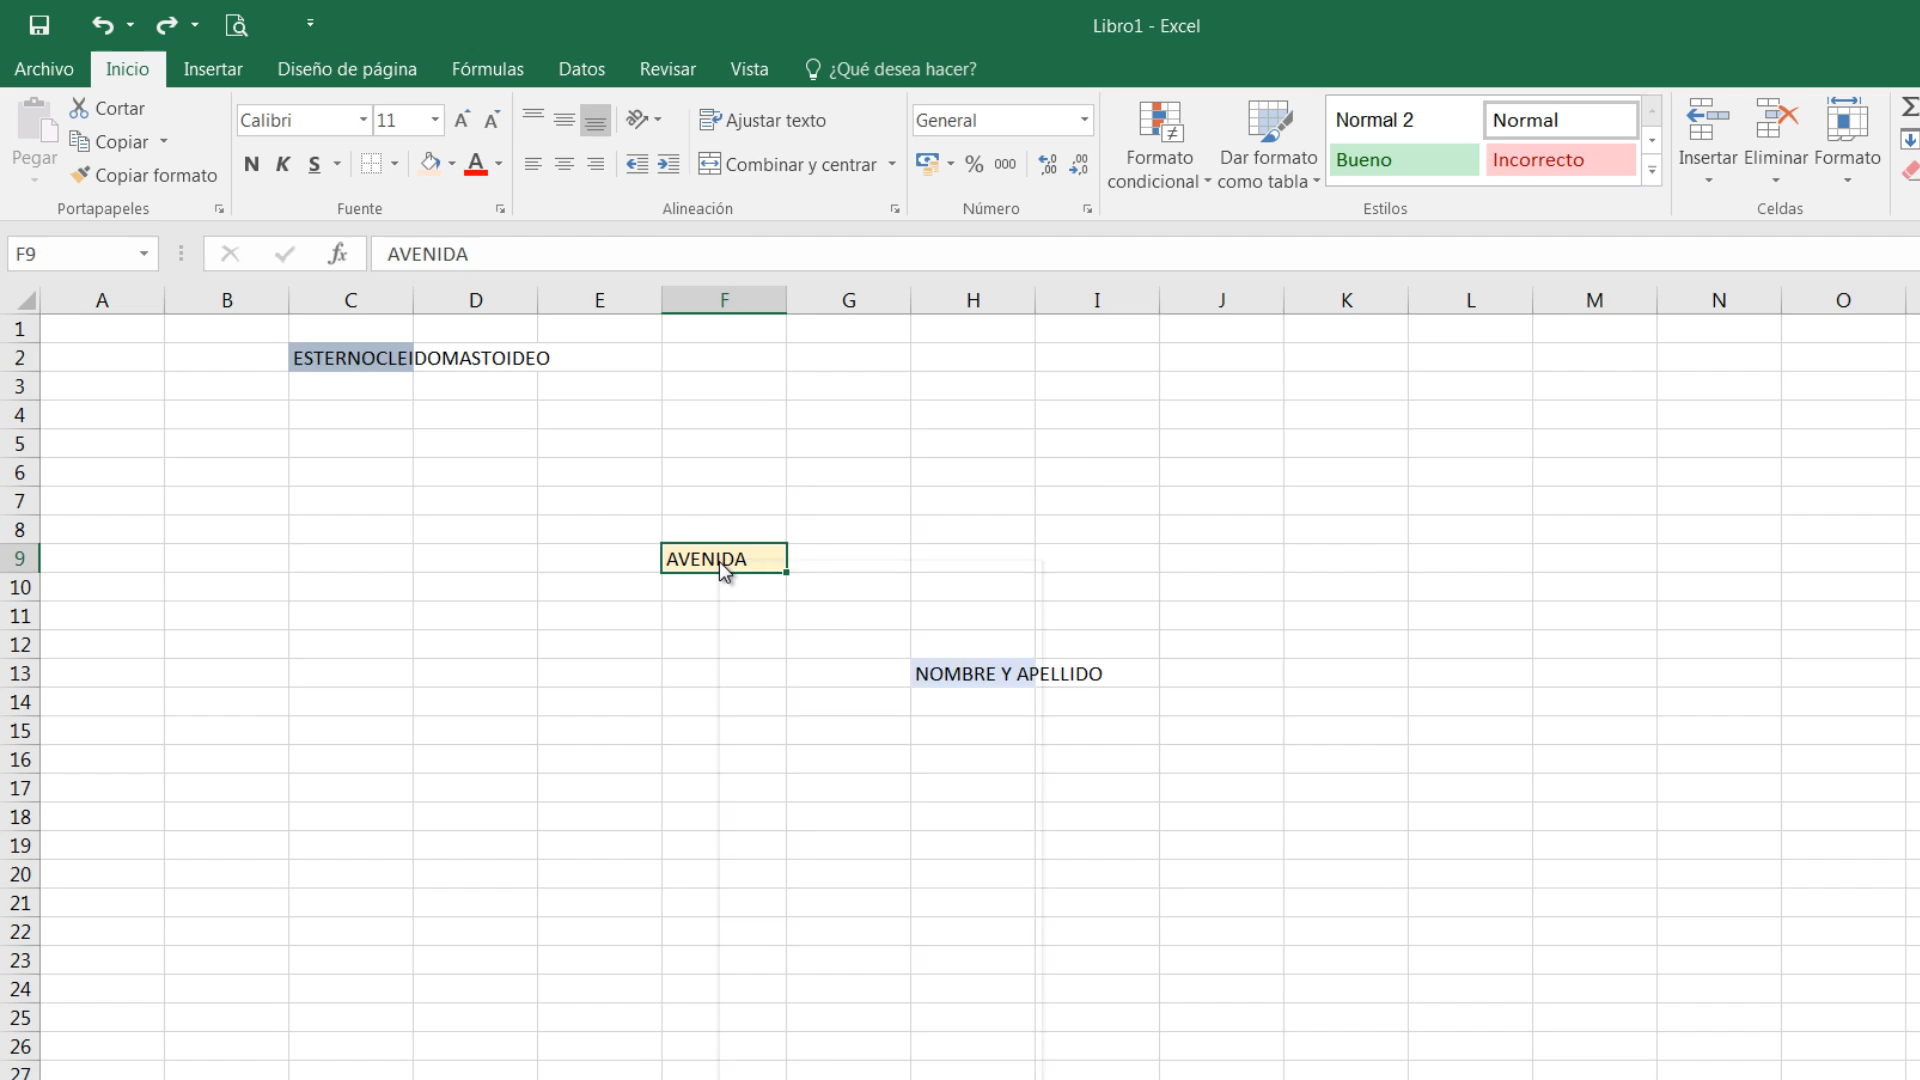 Libro1 - Excel
Archivo Inicio Insertar Diseño de página Fórmulas Datos Revisar Vista ¿Qué desea hacer?
Pegar
Cortar
Copiar
Copiar formato
Portapapeles
Calibri 11
N K S A
Fuente
Ajustar texto
Combinar y centrar
Alineación
General
% 000
Número
Formato condicional
Dar formato como tabla
Normal 2 Normal
Bueno Incorrecto
Estilos
Insertar Eliminar Formato
Celdas
F9 fx AVENIDA
A B C D E F G H I J K L M N O
1
2 ESTERNOCLEIDOMASTOIDEO
3
4
5
6
7
8
9 AVENIDA
10
11
12
13 NOMBRE Y APELLIDO
14
15
16
17
18
19
20
21
22
23
24
25
26
27